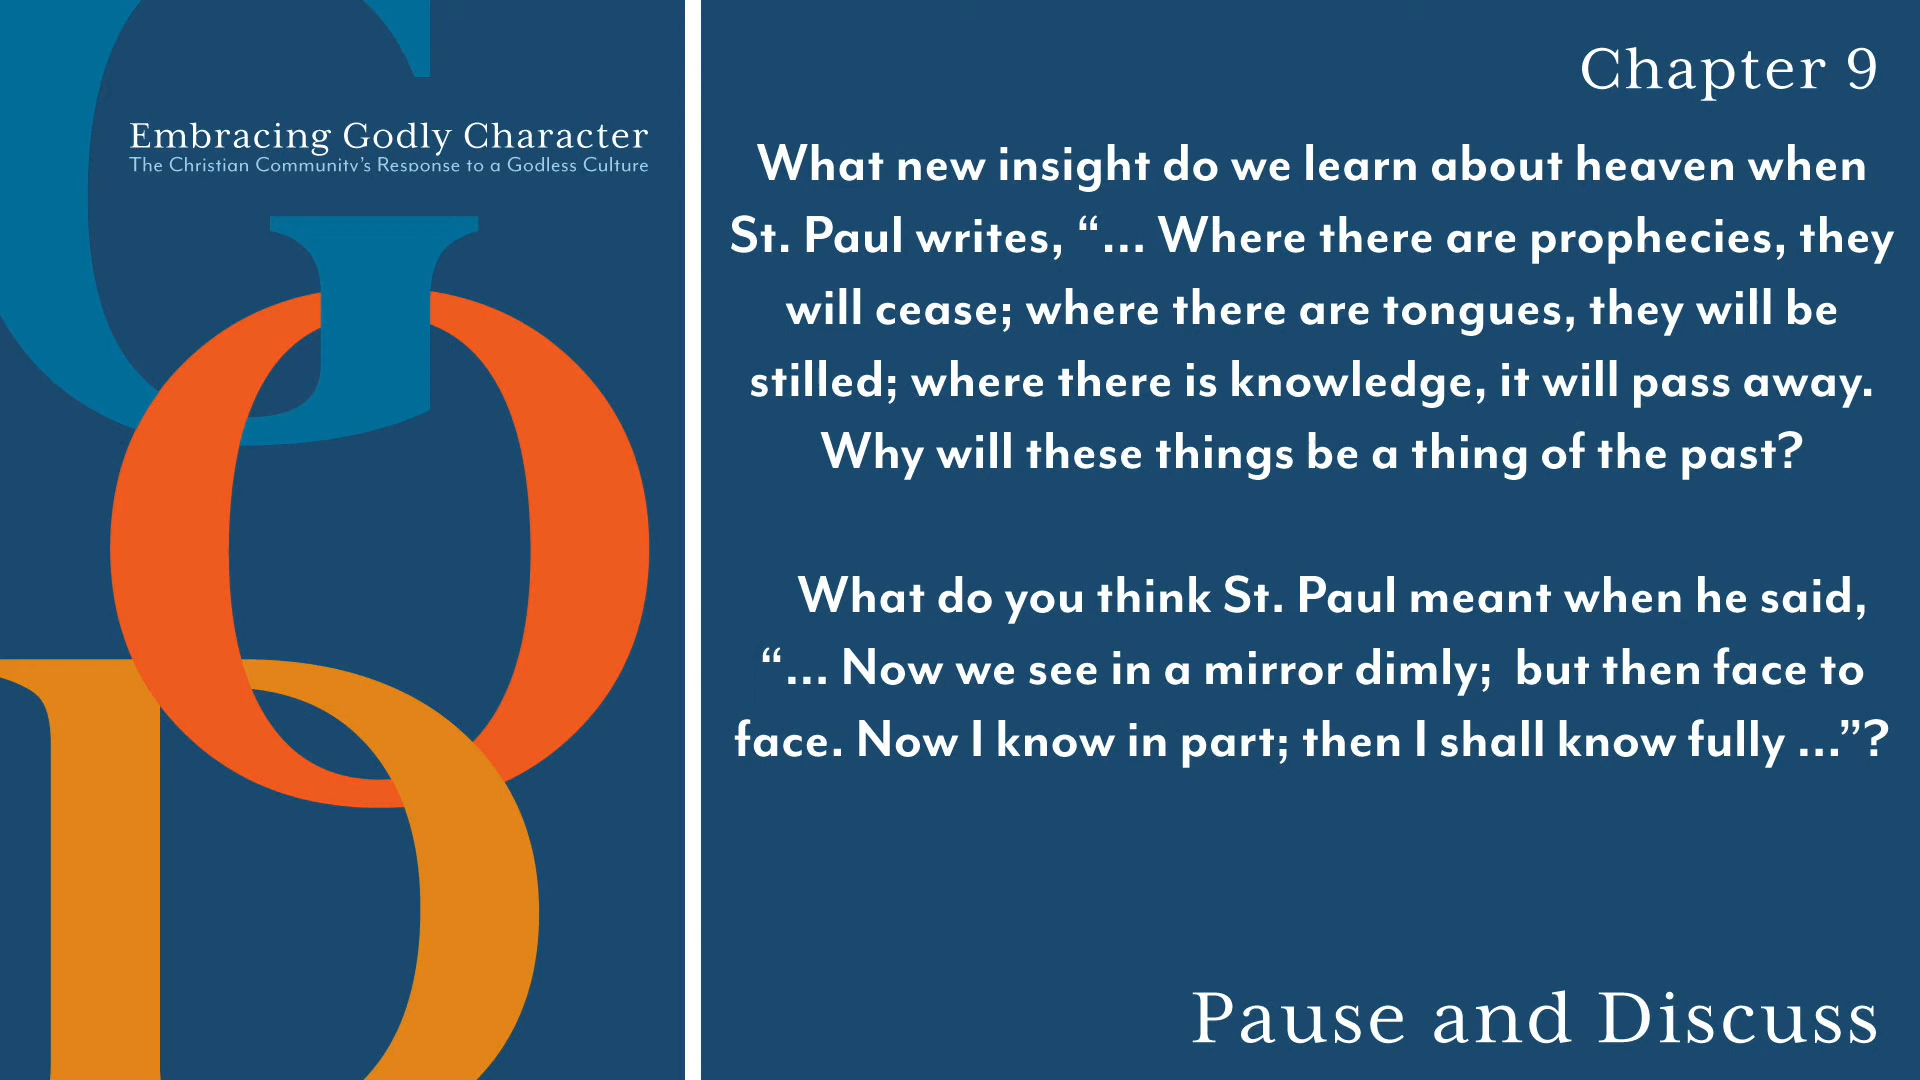 Embracing Godly Character
The Christian Community's Response to a Godless Culture
GOD
Chapter 9
What new insight do we learn about heaven when
St. Paul writes, “... Where there are prophecies, they
will cease; where there are tongues, they will be
stilled; where there is knowledge, it will pass away.
Why will these things be a thing of the past?
What do you think St. Paul meant when he said,
“... Now we see in a mirror dimly; but then face to
face. Now I know in part; then I shall know fully ...”?
Pause and Discuss